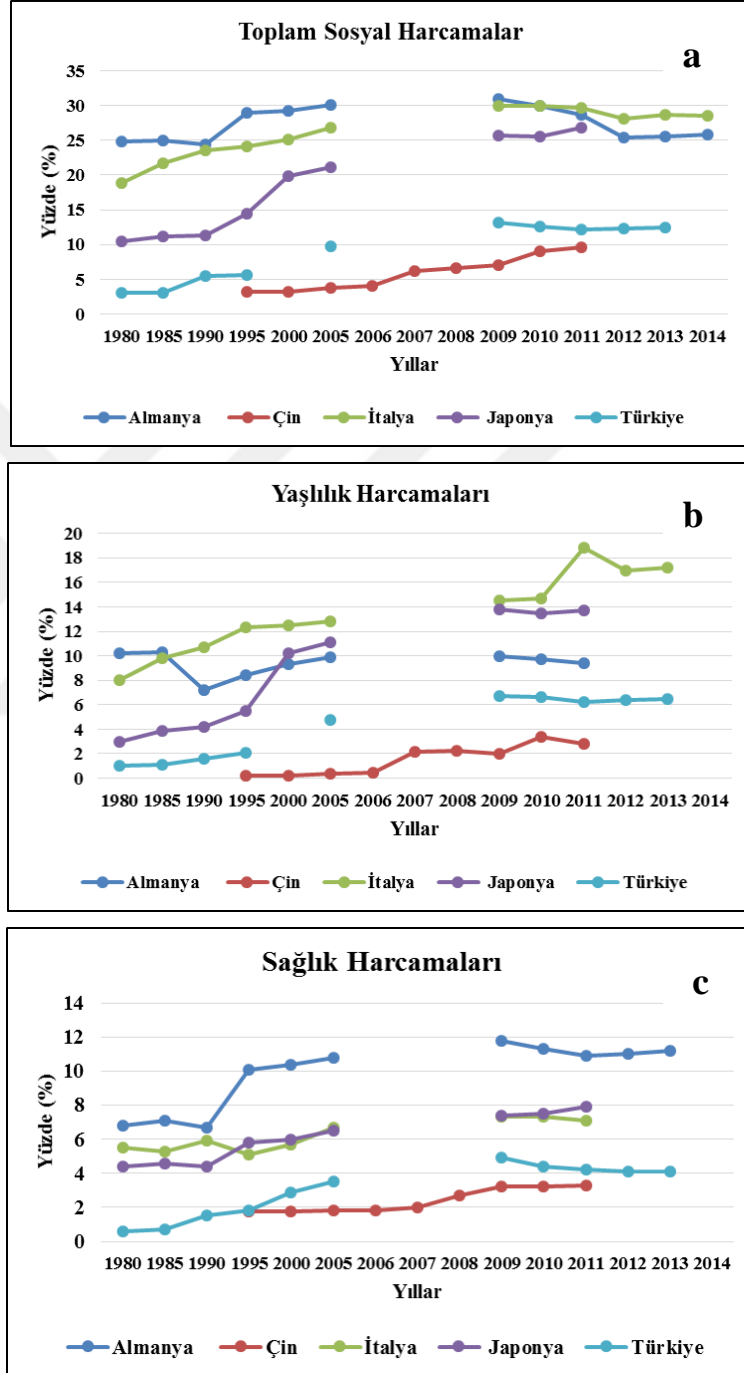 Toplam Sosyal Harcamalar
a
35
30
25
20
15
10
5
0
Yüzde (%)
1980 1985 1990 1995 2000 2005 2006 2007 2008 2009 2010 2011 2012 2013 2014
Yıllar
Almanya Çin İtalya Japonya Türkiye
Yaşlılık Harcamaları
b
20
18
16
14
12
10
8
6
4
2
0
Yüzde (%)
1980 1985 1990 1995 2000 2005 2006 2007 2008 2009 2010 2011 2012 2013 2014
Yıllar
Almanya Çin İtalya Japonya Türkiye
Sağlık Harcamaları
c
14
12
10
8
6
4
2
0
Yüzde (%)
1980 1985 1990 1995 2000 2005 2006 2007 2008 2009 2010 2011 2012 2013 2014
Yıllar
Almanya Çin İtalya Japonya Türkiye